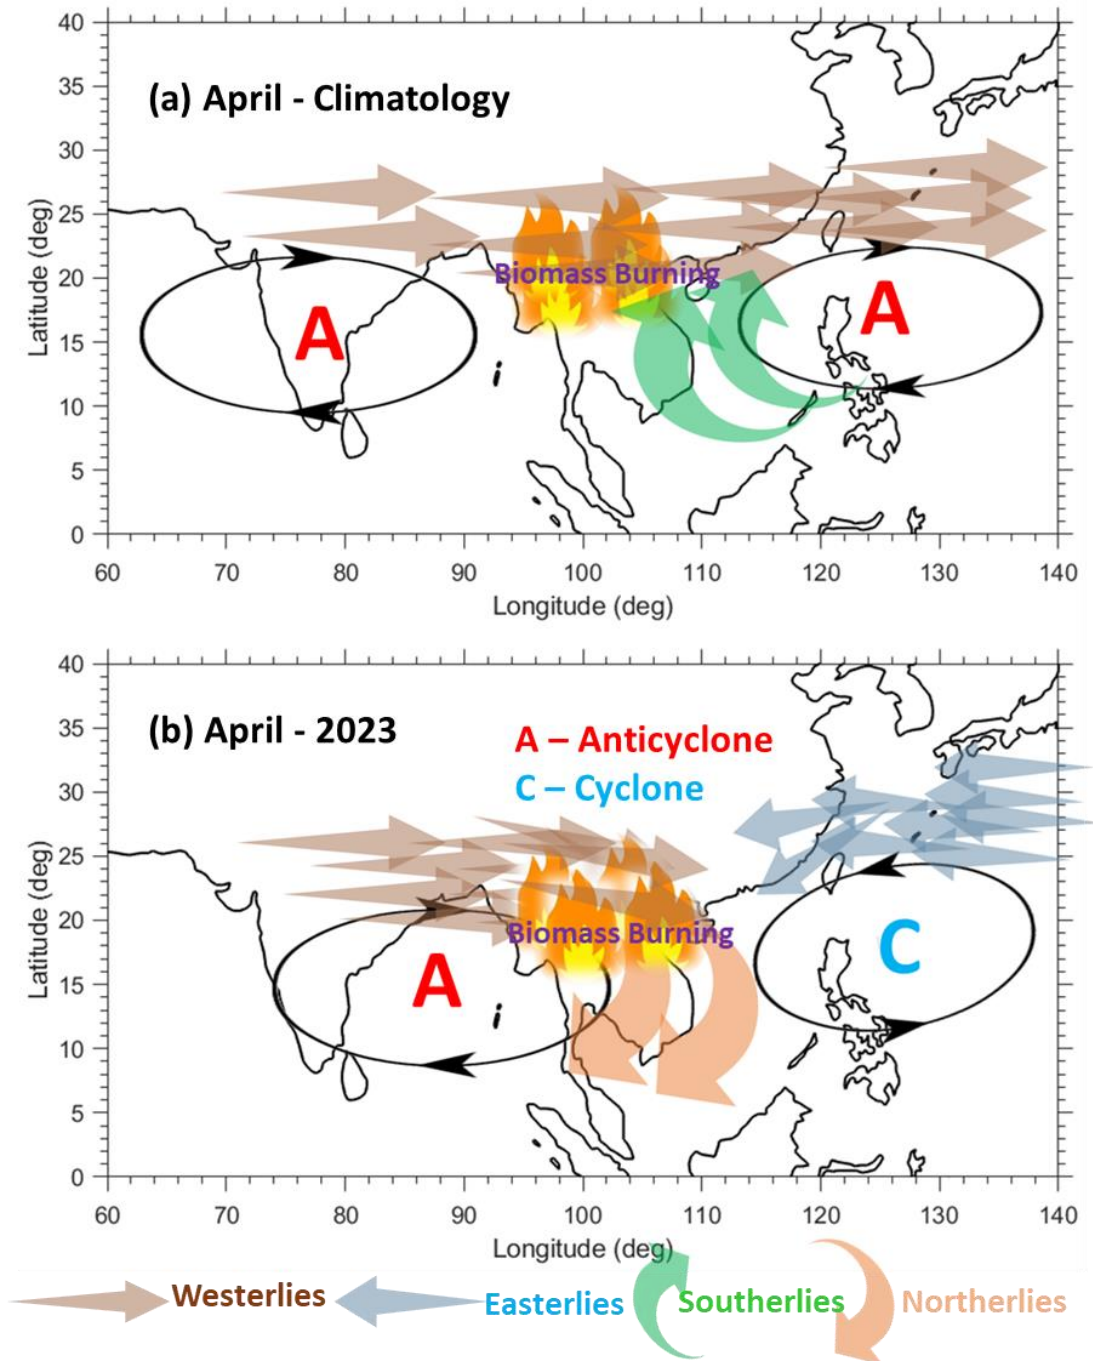 (a) April - Climatology
40
35
30
25
20
15
10
5
0
Latitude (deg)
A
Biomass Burning
A
60 70 80 90 100 110 120 130 140
Longitude (deg)
(b) April - 2023
A – Anticyclone
C – Cyclone
40
35
30
25
20
15
10
5
0
Latitude (deg)
A
Biomass Burning
C
60 70 80 90 100 110 120 130 140
Longitude (deg)
Westerlies Easterlies Southerlies Northerlies